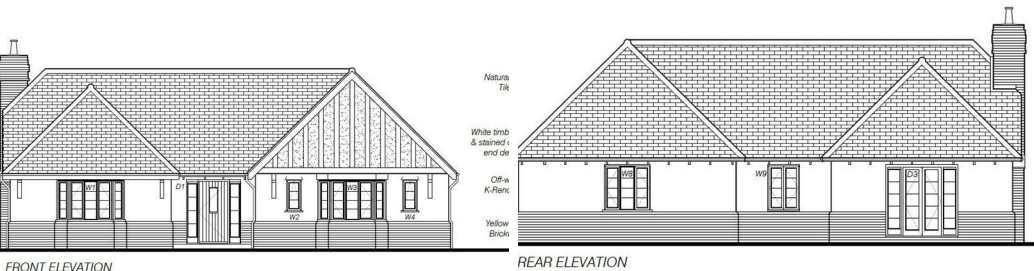 Natura
Tile
White timb
& stained
end de
Off-w
K-Rend
Yellow
Brick
W1
D1
W2
W3
W4
FRONT ELEVATION
W8
W9
D3
REAR ELEVATION